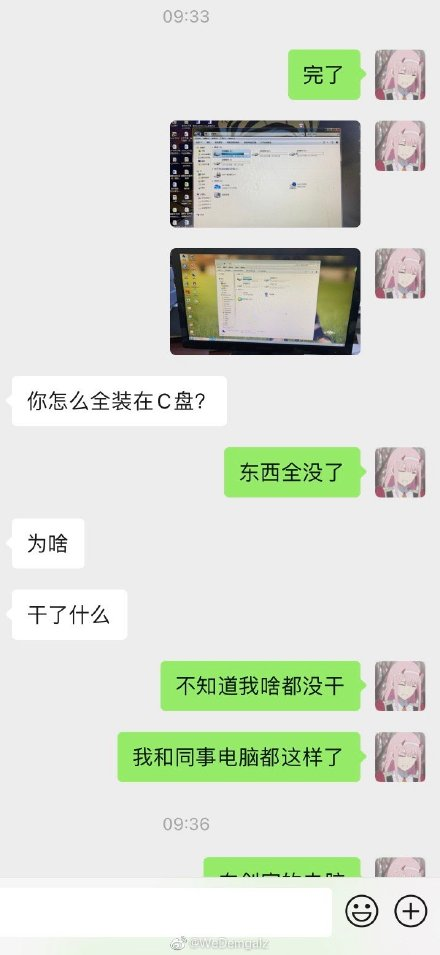 09:33
完了
你怎么全装在C盘?
东西全没了
为啥
干了什么
不知道我啥都没干
我和同事电脑都这样了
09:36
@WeDemgalz